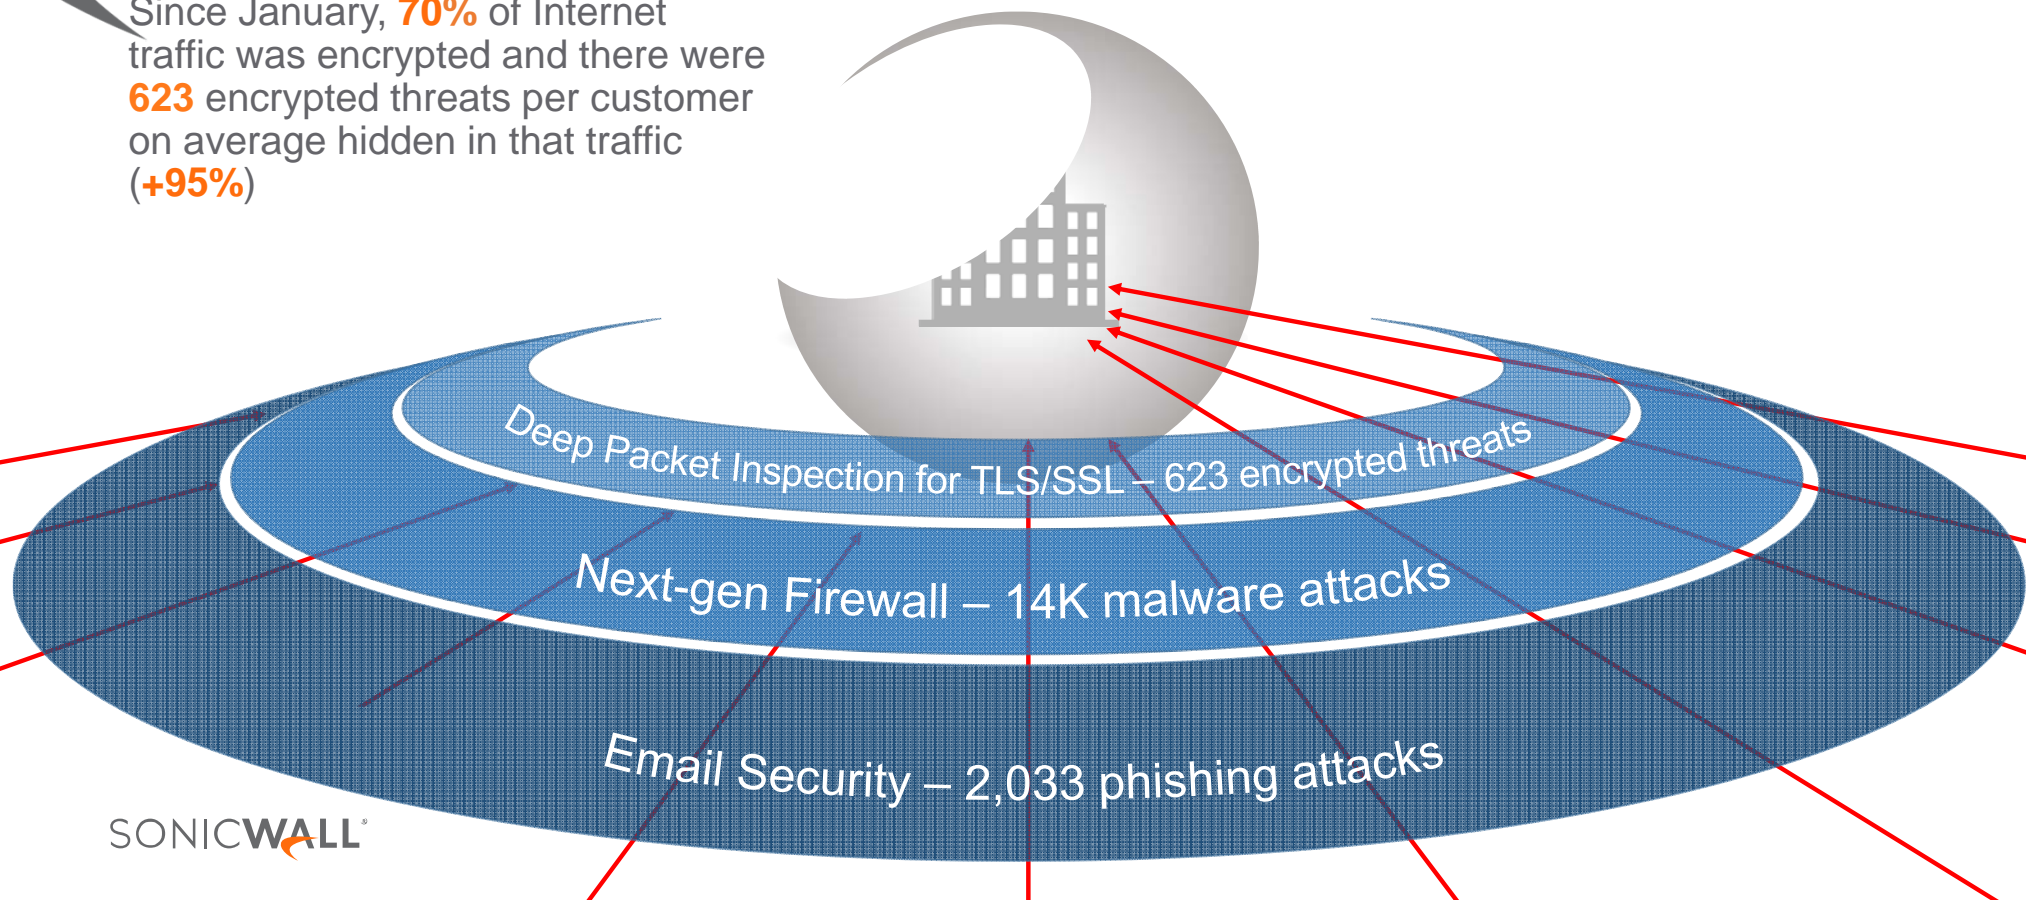 Since January, 70% of Internet
traffic was encrypted and there were
623 encrypted threats per customer
on average hidden in that traffic
(+95%)
Deep Packet Inspection for TLS/SSL – 623 encrypted threats
Next-gen Firewall – 14K malware attacks
Email Security – 2,033 phishing attacks
SONICWALL®